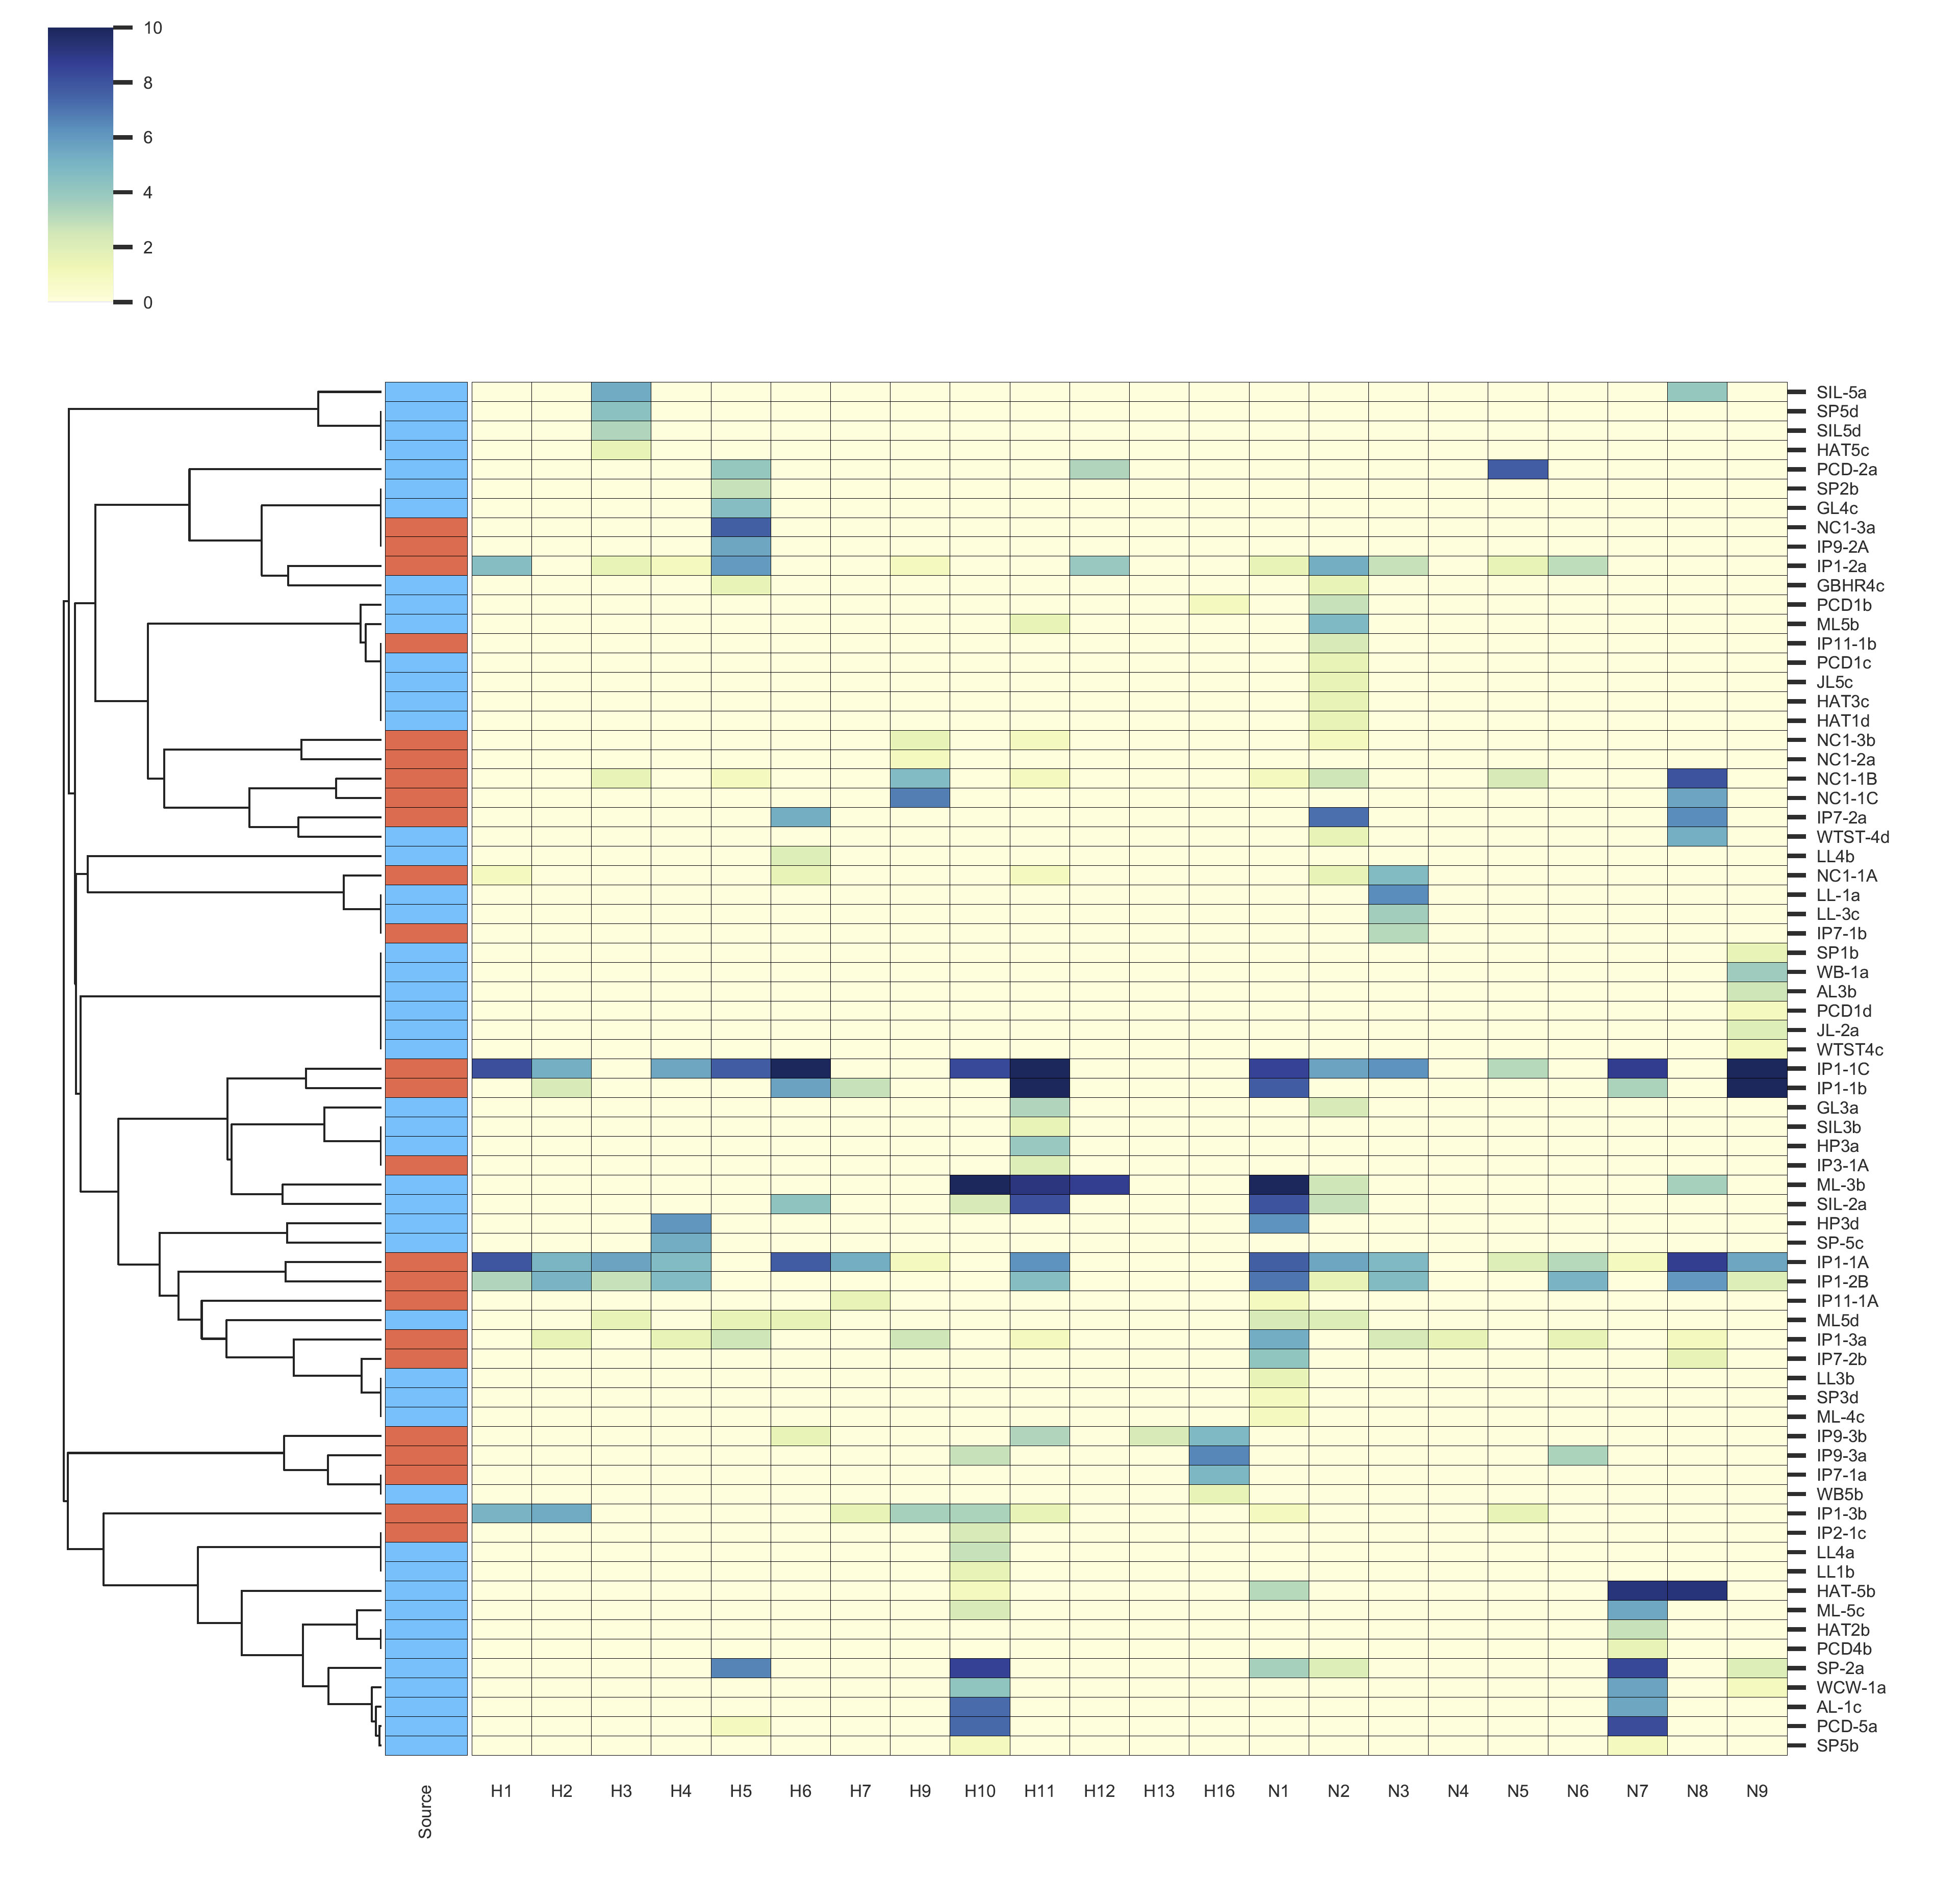 10
8
6
4
2
0
SIL-5a
SP5d
SIL5d
HAT5c
PCD-2a
SP2b
GL4c
NC1-3a
IP9-2A
IP1-2a
GBHR4c
PCD1b
ML5b
IP11-1b
PCD1c
JL5c
HAT3c
HAT1d
NC1-3b
NC1-2a
NC1-1B
NC1-1C
IP7-2a
WTST-4d
LL4b
NC1-1A
LL-1a
LL-3c
IP7-1b
SP1b
WB-1a
AL3b
PCD1d
JL-2a
WTST4c
IP1-1C
IP1-1b
GL3a
SIL3b
HP3a
IP3-1A
ML-3b
SIL-2a
HP3d
SP-5c
IP1-1A
IP1-2B
IP11-1A
ML5d
IP1-3a
IP7-2b
LL3b
SP3d
ML-4c
IP9-3b
IP9-3a
IP7-1a
WB5b
IP1-3b
IP2-1c
LL4a
LL1b
HAT-5b
ML-5c
HAT2b
PCD4b
SP-2a
WCW-1a
AL-1c
PCD-5a
SP5b
Source H1 H2 H3 H4 H5 H6 H7 H9 H10 H11 H12 H13 H16 N1 N2 N3 N4 N5 N6 N7 N8 N9